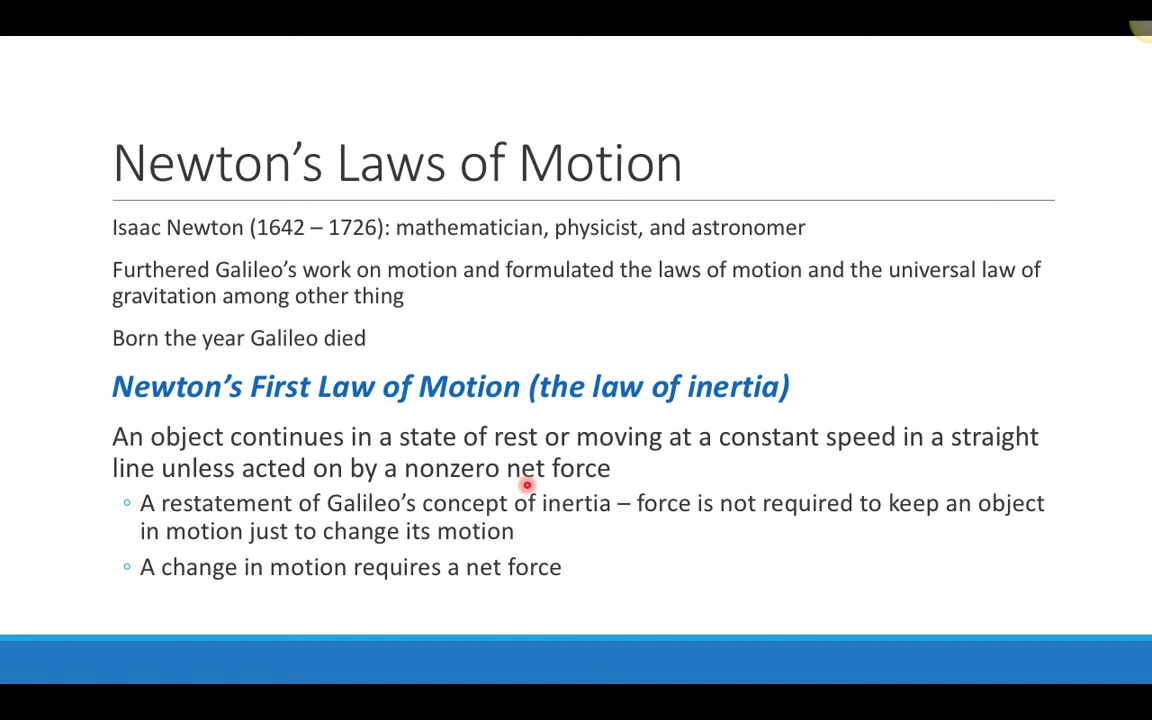 Newton’s Laws of Motion
Isaac Newton (1642 – 1726): mathematician, physicist, and astronomer
Furthered Galileo’s work on motion and formulated the laws of motion and the universal law of
gravitation among other thing
Born the year Galileo died
Newton’s First Law of Motion (the law of inertia)
An object continues in a state of rest or moving at a constant speed in a straight
line unless acted on by a nonzero net force
◦ A restatement of Galileo’s concept of inertia – force is not required to keep an object
in motion just to change its motion
◦ A change in motion requires a net force